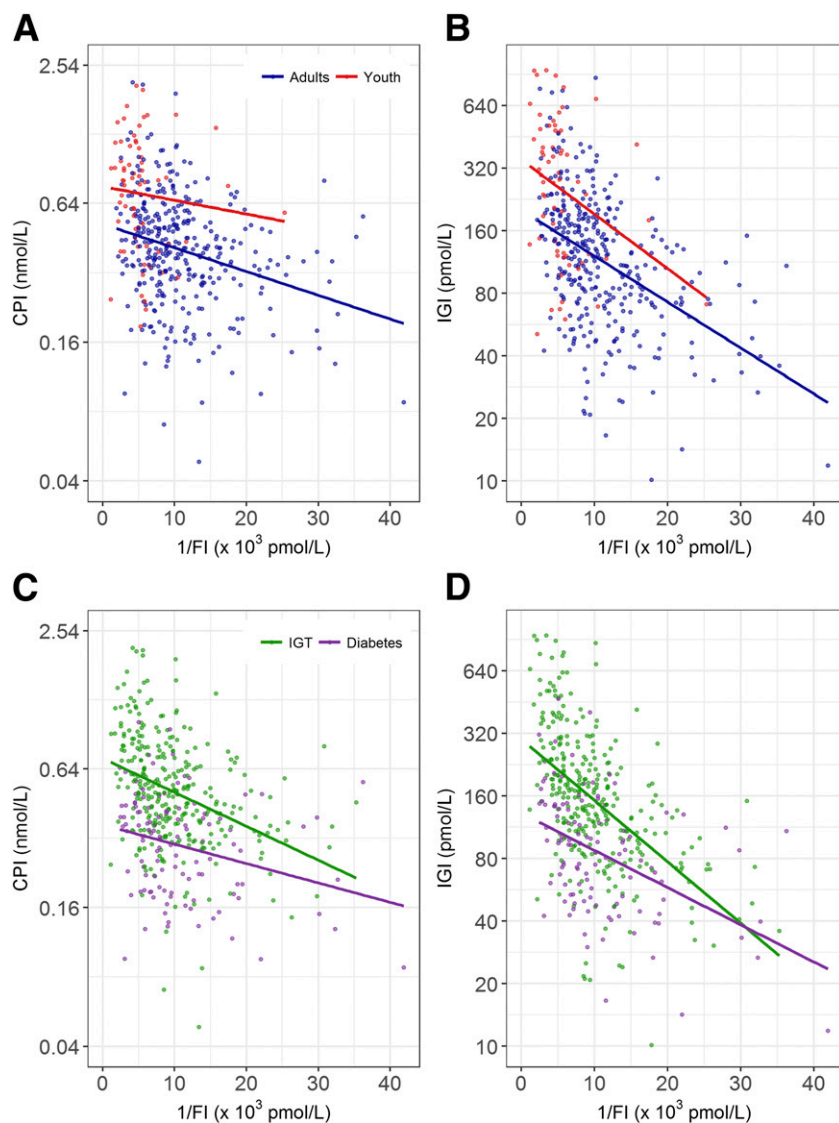 A
2.54
0.64
0.16
0.04
CPI (nmol/L)
Adults Youth
0 10 20 30 40
1/FI (x 10³ pmol/L)
B
640
320
160
80
40
20
10
IGI (pmol/L)
0 10 20 30 40
1/FI (x 10³ pmol/L)
C
2.54
0.64
0.16
0.04
CPI (nmol/L)
IGT Diabetes
0 10 20 30 40
1/FI (x 10³ pmol/L)
D
640
320
160
80
40
20
10
IGI (pmol/L)
0 10 20 30 40
1/FI (x 10³ pmol/L)